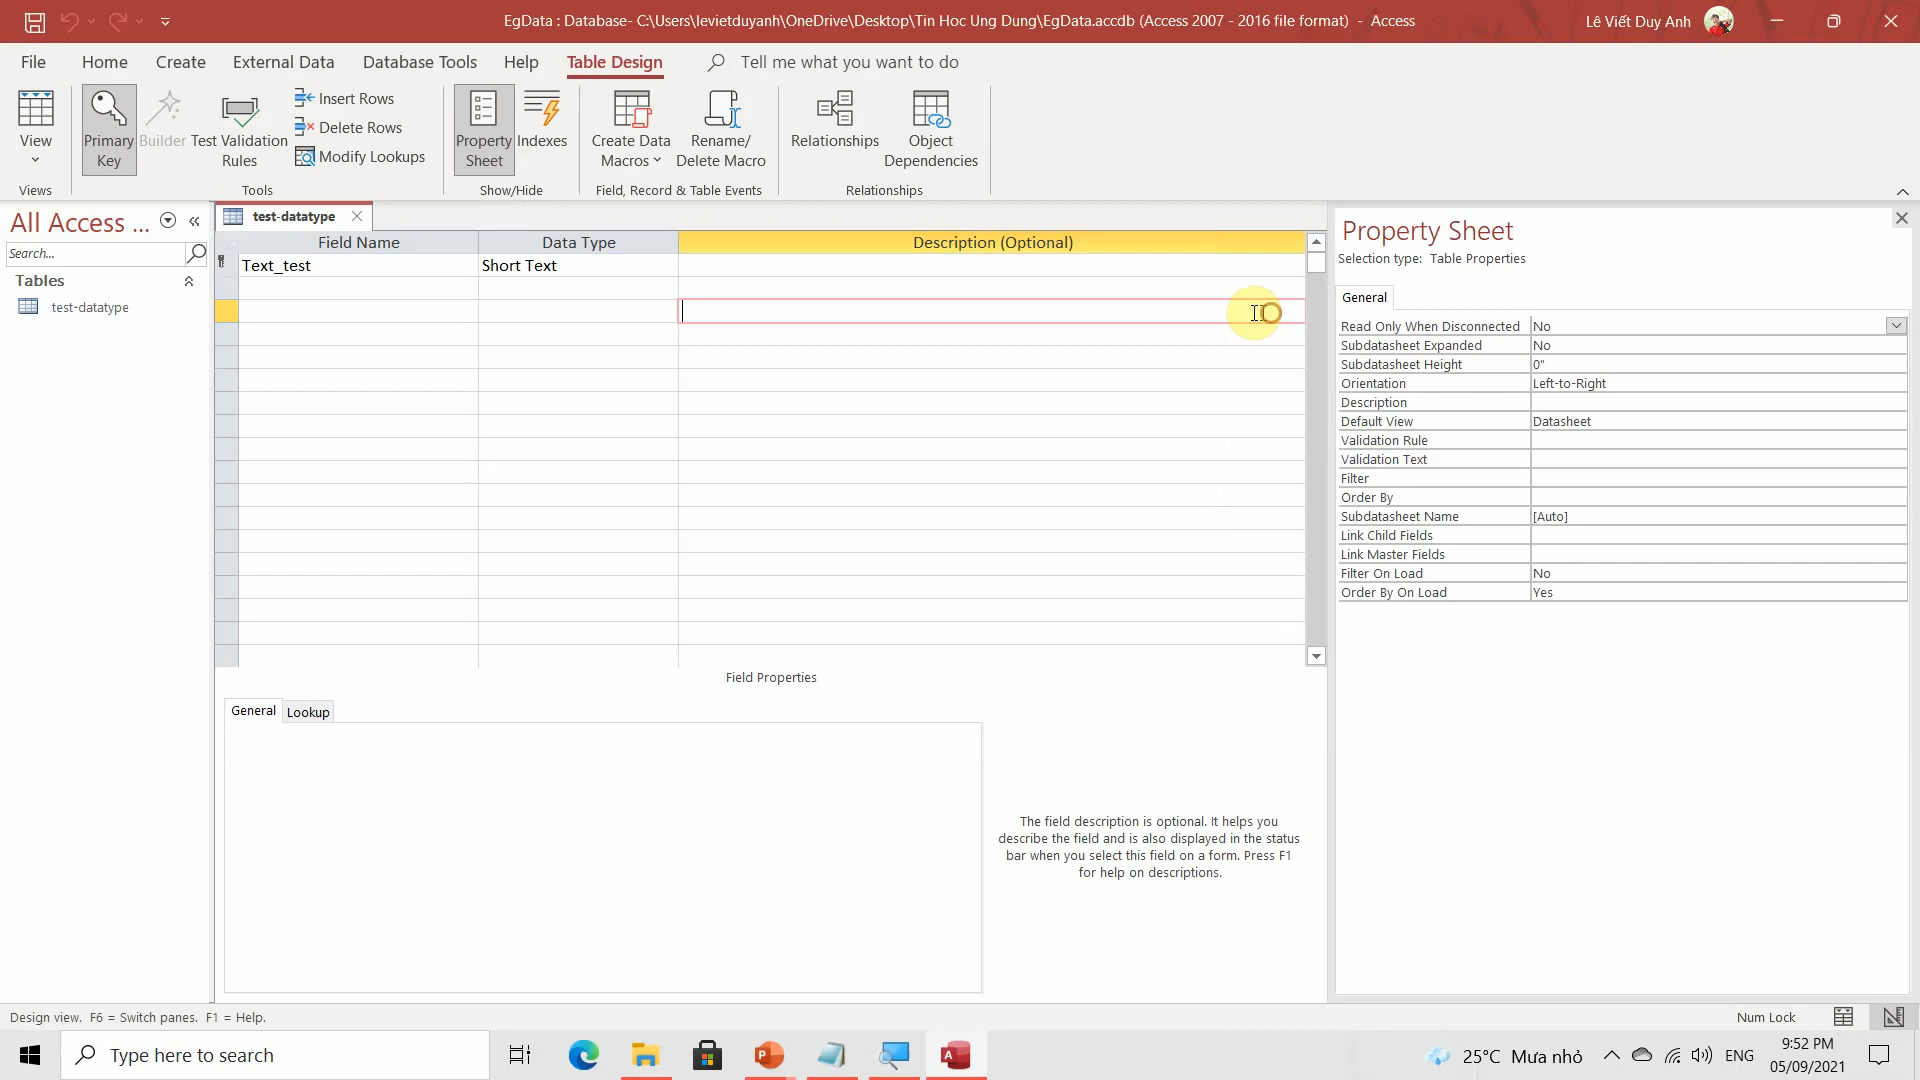 EgData : Database- C:\Users\levietduyanh\OneDrive\Desktop\Tin Hoc Ung Dung\EgData.accdb (Access 2007 - 2016 file format) - Access
Lê Viết Duy Anh
File
Home
Create
External Data
Database Tools
Help
Table Design
Tell me what you want to do
View
Primary
Key
Builder
Test Validation
Rules
Insert Rows
Delete Rows
Modify Lookups
Property
Sheet
Indexes
Create Data
Macros
Rename/
Delete Macro
Relationships
Object
Dependencies
Views
Tools
Show/Hide
Field, Record & Table Events
Relationships
All Access ...
Search...
Tables
test-datatype
test-datatype
Field Name
Data Type
Description (Optional)
Text_test
Short Text
Field Properties
General
Lookup
The field description is optional. It helps you
describe the field and is also displayed in the status
bar when you select this field on a form. Press F1
for help on descriptions.
Property Sheet
Selection type: Table Properties
General
Read Only When Disconnected No
Subdatasheet Expanded No
Subdatasheet Height 0"
Orientation Left-to-Right
Description
Default View Datasheet
Validation Rule
Validation Text
Filter
Order By
Subdatasheet Name [Auto]
Link Child Fields
Link Master Fields
Filter On Load No
Order By On Load Yes
Design view. F6 = Switch panes. F1 = Help.
Num Lock
Type here to search
25°C Mưa nhỏ
ENG
9:52 PM
05/09/2021